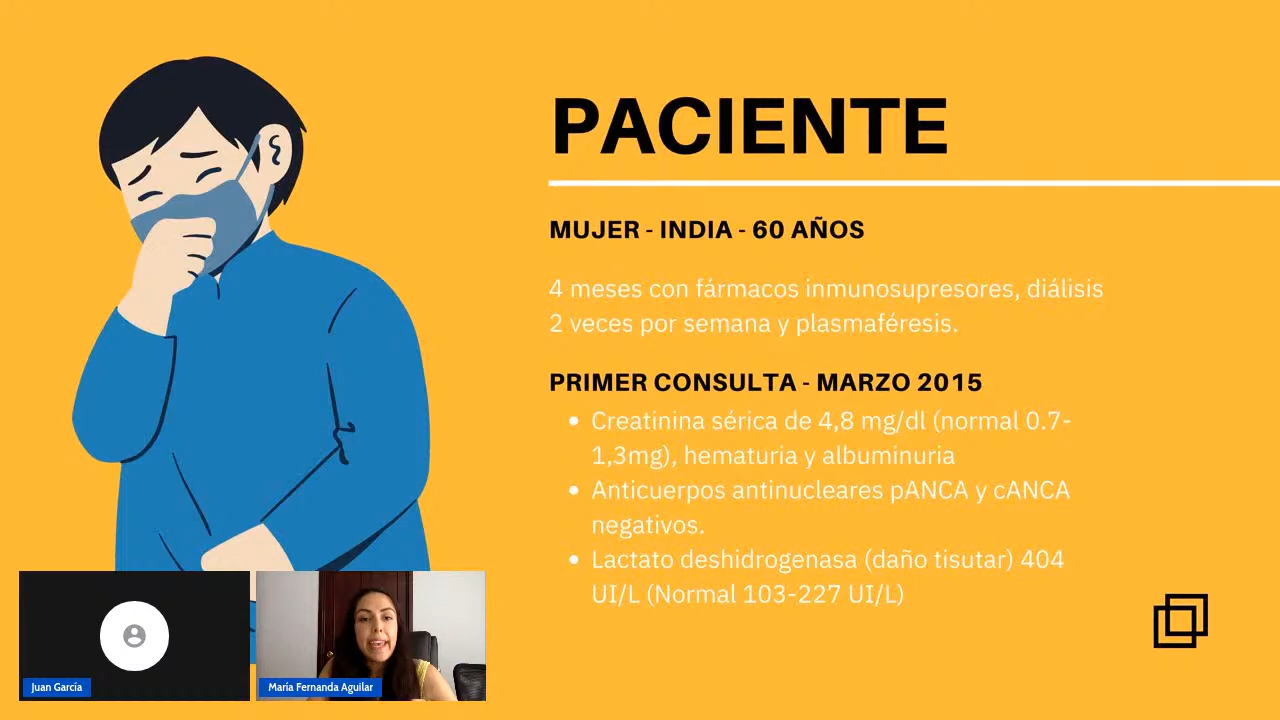 PACIENTE
MUJER - INDIA - 60 AÑOS
4 meses con fármacos inmunosupresores, diálisis
2 veces por semana y plasmaféresis.
PRIMER CONSULTA - MARZO 2015
• Creatinina sérica de 4,8 mg/dl (normal 0.7-
1,3mg), hematuria y albuminuria
• Anticuerpos antinucleares pANCA y cANCA
negativos.
• Lactato deshidrogenasa (daño tisutar) 404
UI/L (Normal 103-227 UI/L)
Juan García
María Fernanda Aguilar